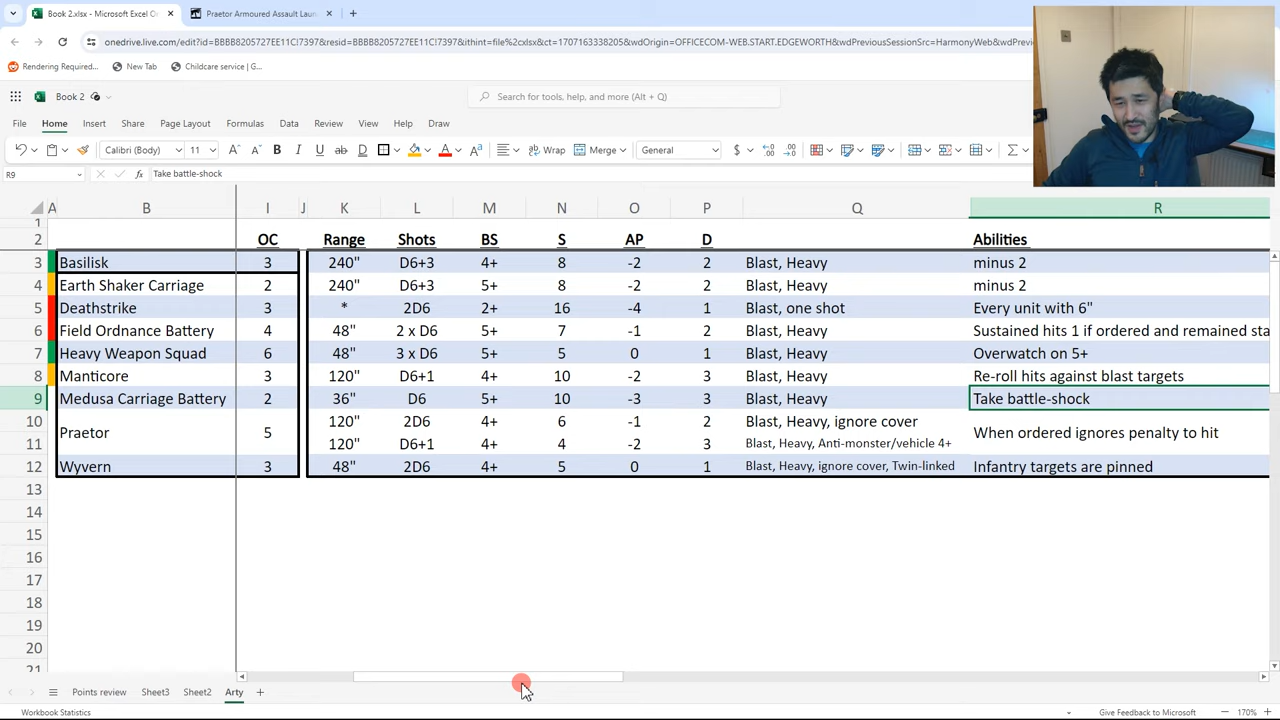 Book 2.xlsx - Microsoft Excel O
Praetor Armoured Assault Laun
onedrive.live.com/edit?id=BBBB8205727EE11C!7397&resid=BBBB8205727EE11C!7397&ithint=file%2cxlsx&ct=1707163338205&wdOrigin=OFFICECOM-WEB.START.EDGEWORTH&wdPreviousSessionSrc=HarmonyWeb&wdPrevi
Rendering Required... New Tab Childcare service | G...
Book 2
Search for tools, help, and more (Alt + Q)
File Home Insert Share Page Layout Formulas Data Review View Help Draw
Calibri (Body) 11 A A B I U ab A Wrap Merge General $
R9 fx Take battle-shock
A B I J K L M N O P Q R
1
2 OC Range Shots BS S AP D Abilities
3 Basilisk 3 240" D6+3 4+ 8 -2 2 Blast, Heavy minus 2
4 Earth Shaker Carriage 2 240" D6+3 5+ 8 -2 2 Blast, Heavy minus 2
5 Deathstrike 3 * 2D6 2+ 16 -4 1 Blast, one shot Every unit with 6"
6 Field Ordnance Battery 4 48" 2 x D6 5+ 7 -1 2 Blast, Heavy Sustained hits 1 if ordered and remained sta
7 Heavy Weapon Squad 6 48" 3 x D6 5+ 5 0 1 Blast, Heavy Overwatch on 5+
8 Manticore 3 120" D6+1 4+ 10 -2 3 Blast, Heavy Re-roll hits against blast targets
9 Medusa Carriage Battery 2 36" D6 5+ 10 -3 3 Blast, Heavy Take battle-shock
10 120" 2D6 4+ 6 -1 2 Blast, Heavy, ignore cover
Praetor 5 When ordered ignores penalty to hit
11 120" D6+1 4+ 4 -2 3 Blast, Heavy, Anti-monster/vehicle 4+
12 Wyvern 3 48" 2D6 4+ 5 0 1 Blast, Heavy, ignore cover, Twin-linked Infantry targets are pinned
13
14
15
16
17
18
19
20
21
Points review Sheet3 Sheet2 Arty
Workbook Statistics Give Feedback to Microsoft 170%